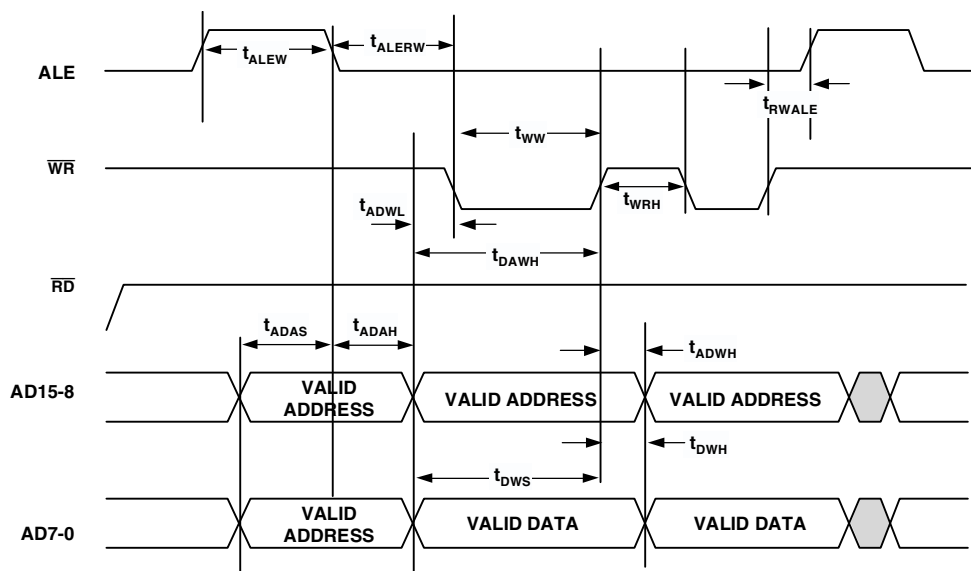 ALE
tALEW
tALERW
tRWALE
tWW
WR
tWRH
tADWL
tDAWH
RD
tADAS
tADAH
tADWH
AD15-8
VALID
ADDRESS
VALID ADDRESS
VALID ADDRESS
tDWH
tDWS
AD7-0
VALID
ADDRESS
VALID DATA
VALID DATA